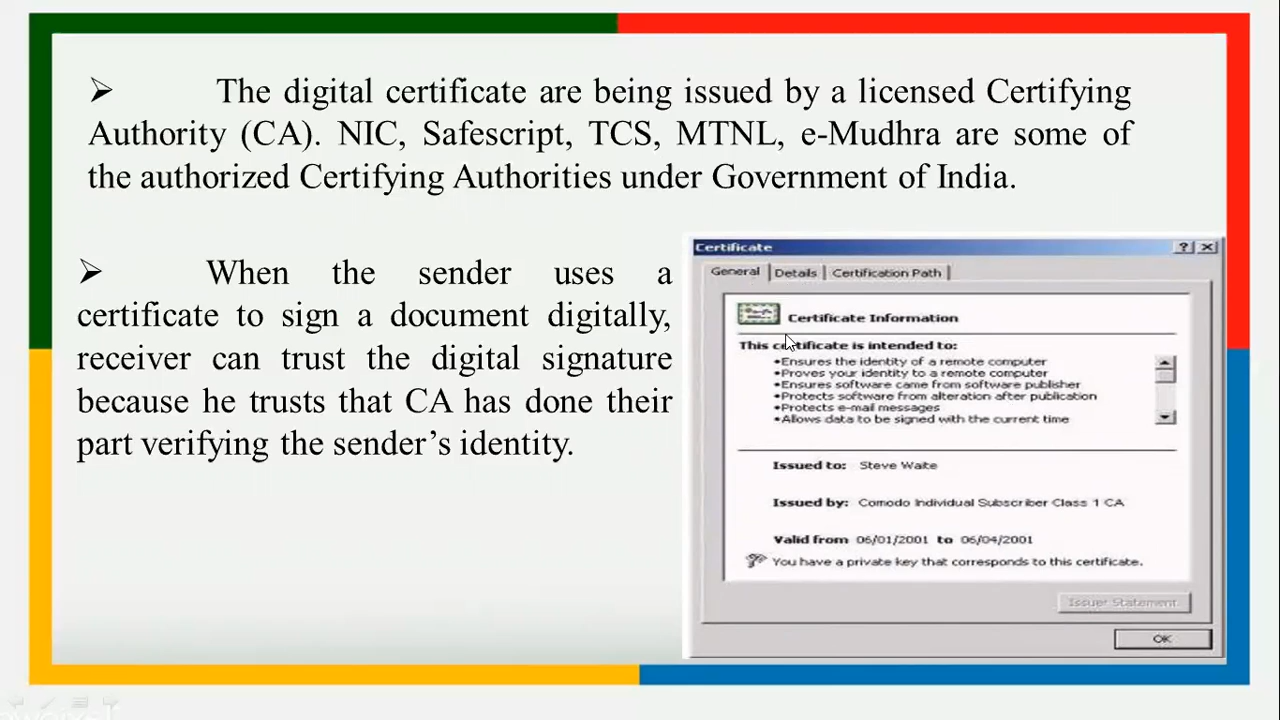 ➢ The digital certificate are being issued by a licensed Certifying
Authority (CA). NIC, Safescript, TCS, MTNL, e-Mudhra are some of
the authorized Certifying Authorities under Government of India.
➢ When the sender uses a
certificate to sign a document digitally,
receiver can trust the digital signature
because he trusts that CA has done their
part verifying the sender’s identity.
Certificate
General Details Certification Path
Certificate Information
This certificate is intended to:
•Ensures the identity of a remote computer
•Proves your identity to a remote computer
•Ensures software came from software publisher
•Protects software from alteration after publication
•Protects e-mail messages
•Allows data to be signed with the current time
Issued to: Steve Waite
Issued by: Comodo Individual Subscriber Class 1 CA
Valid from 06/01/2001 to 06/04/2001
You have a private key that corresponds to this certificate.
Issuer Statement
OK